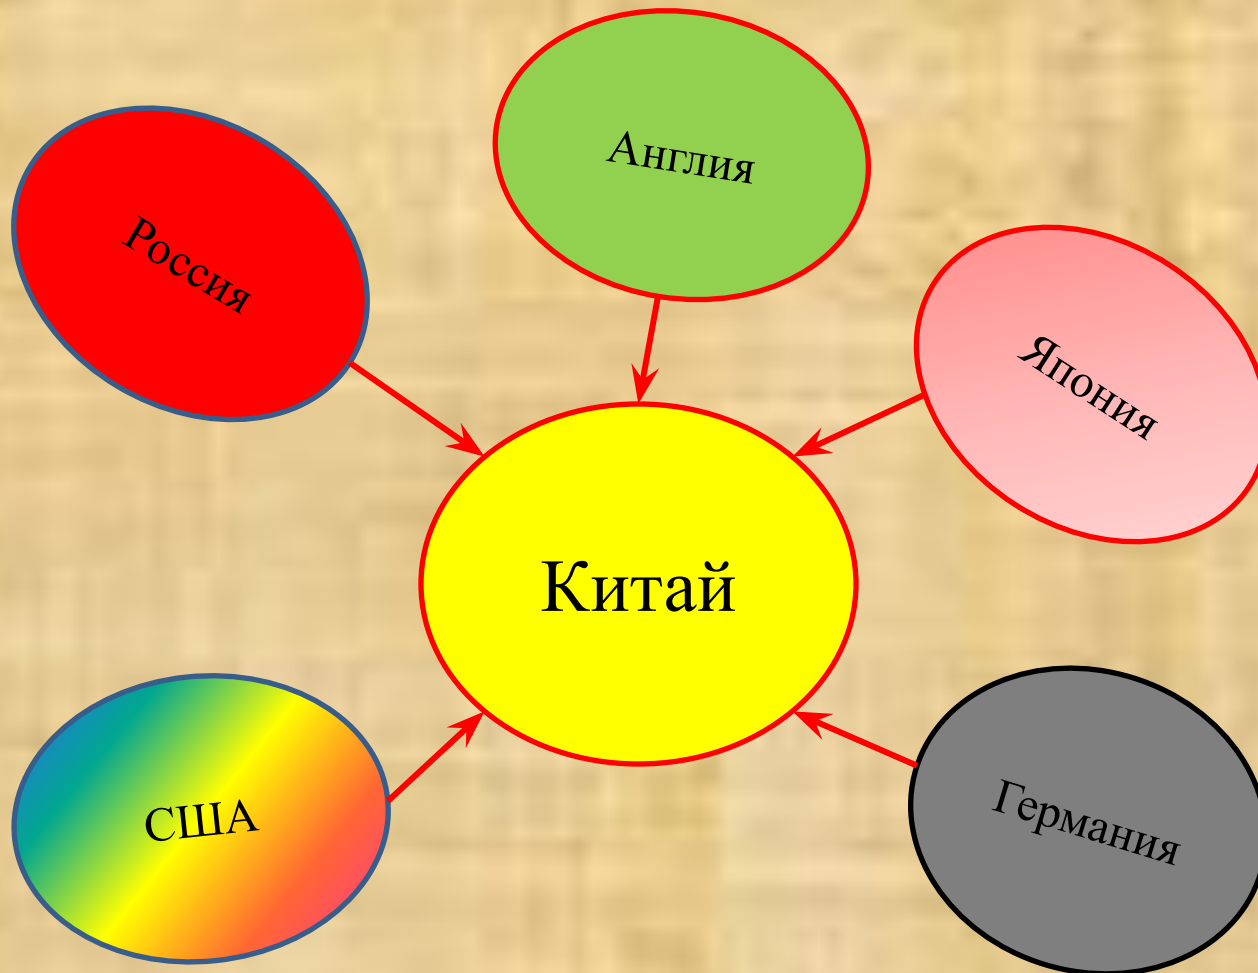 Англия
Россия
Япония
Китай
США
Германия